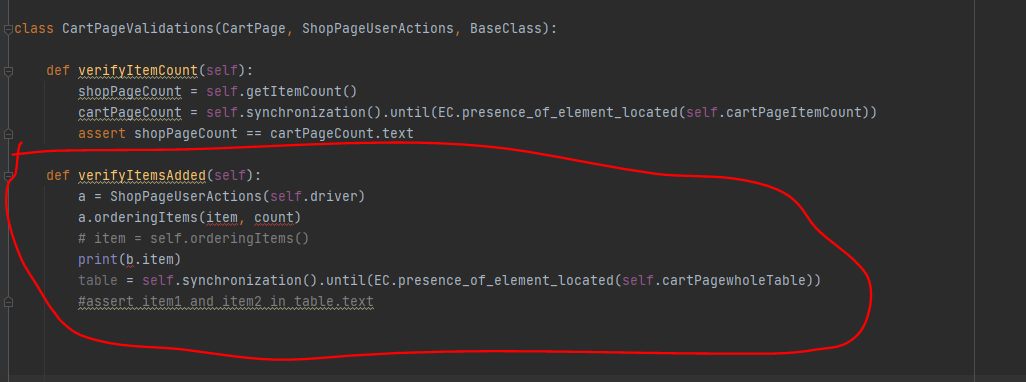 class CartPageValidations(CartPage, ShopPageUserActions, BaseClass):
def verifyItemCount(self):
shopPageCount = self.getItemCount()
cartPageCount = self.synchronization().until(EC.presence_of_element_located(self.cartPageItemCount))
assert shopPageCount == cartPageCount.text
def verifyItemsAdded(self):
a = ShopPageUserActions(self.driver)
a.orderingItems(item, count)
# item = self.orderingItems()
print(b.item)
table = self.synchronization().until(EC.presence_of_element_located(self.cartPagewholeTable))
#assert item1 and item2 in table.text